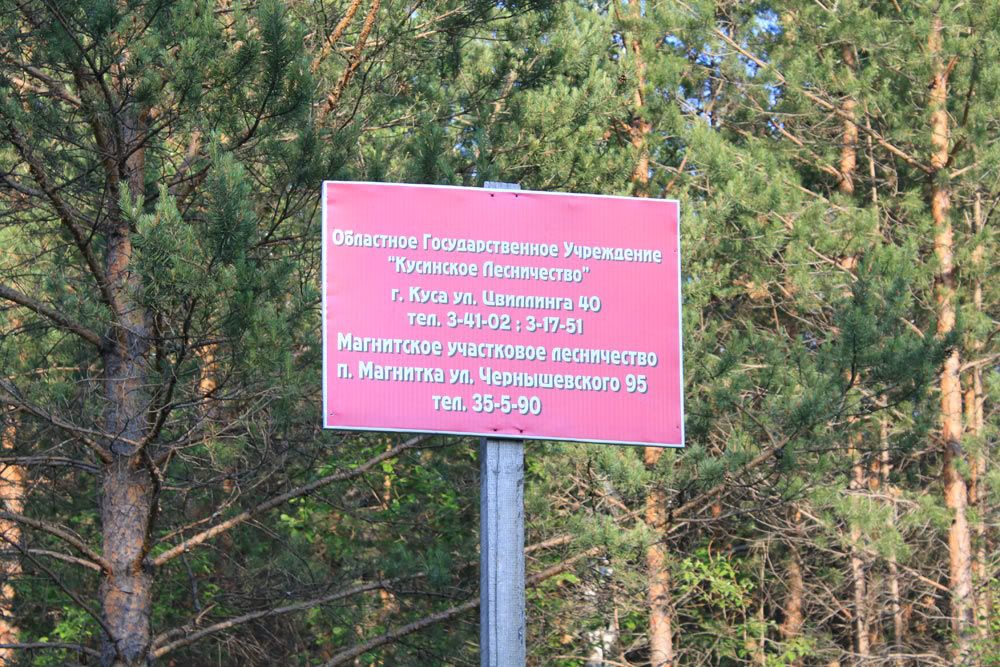 Областное Государственное Учреждение
"Кусинское Лесничество"
г. Куса ул. Цвиллинга 40
тел. 3-41-02 ; 3-17-51
Магнитское участковое лесничество
п. Магнитка ул. Чернышевского 95
тел. 35-5-90